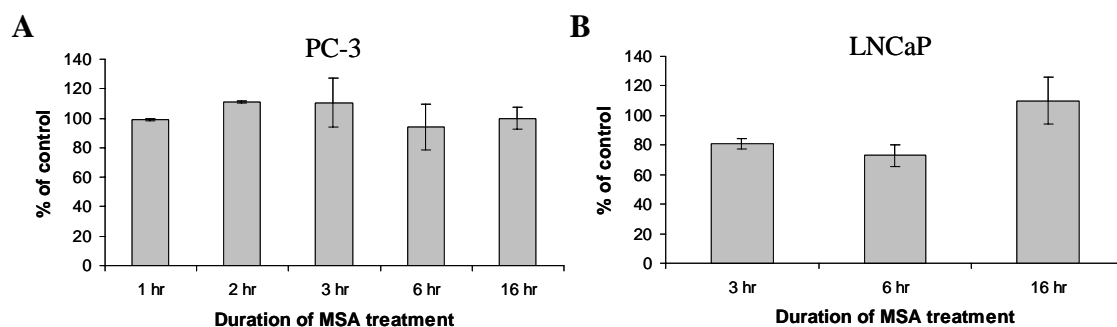 A
PC-3
% of control
140
120
100
80
60
40
20
0
1 hr 2 hr 3 hr 6 hr 16 hr
Duration of MSA treatment
B
LNCaP
% of control
140
120
100
80
60
40
20
0
3 hr 6 hr 16 hr
Duration of MSA treatment